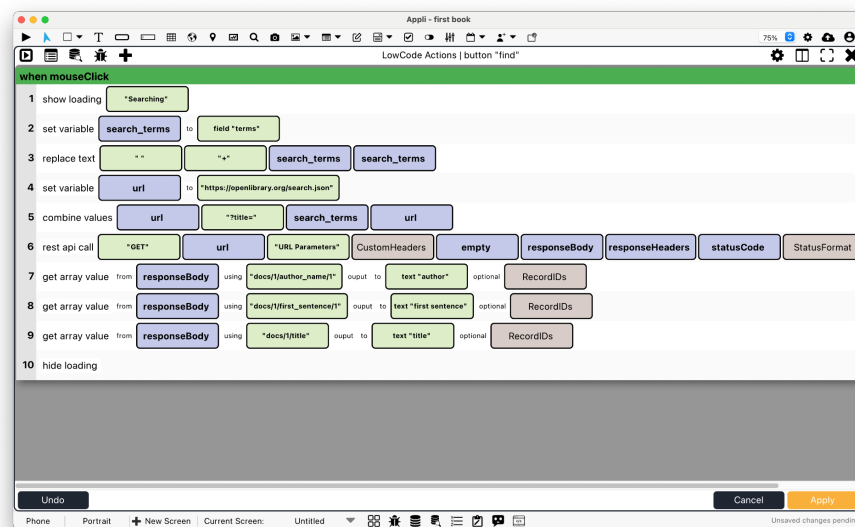 Appli - first book
T
75%
LowCode Actions | button "find"
when mouseClick
1 show loading "Searching"
2 set variable search_terms to field "terms"
3 replace text " " "+" search_terms search_terms
4 set variable url to "https://openlibrary.org/search.json"
5 combine values url "?title=" search_terms url
6 rest api call "GET" url "URL Parameters" CustomHeaders empty responseBody responseHeaders statusCode StatusFormat
7 get array value from responseBody using "docs/1/author_name/1" ouput to text "author" optional RecordIDs
8 get array value from responseBody using "docs/1/first_sentence/1" ouput to text "first sentence" optional RecordIDs
9 get array value from responseBody using "docs/1/title" ouput to text "title" optional RecordIDs
10 hide loading
Undo Cancel Apply
Phone Portrait New Screen Current Screen: Untitled Unsaved changes pendin